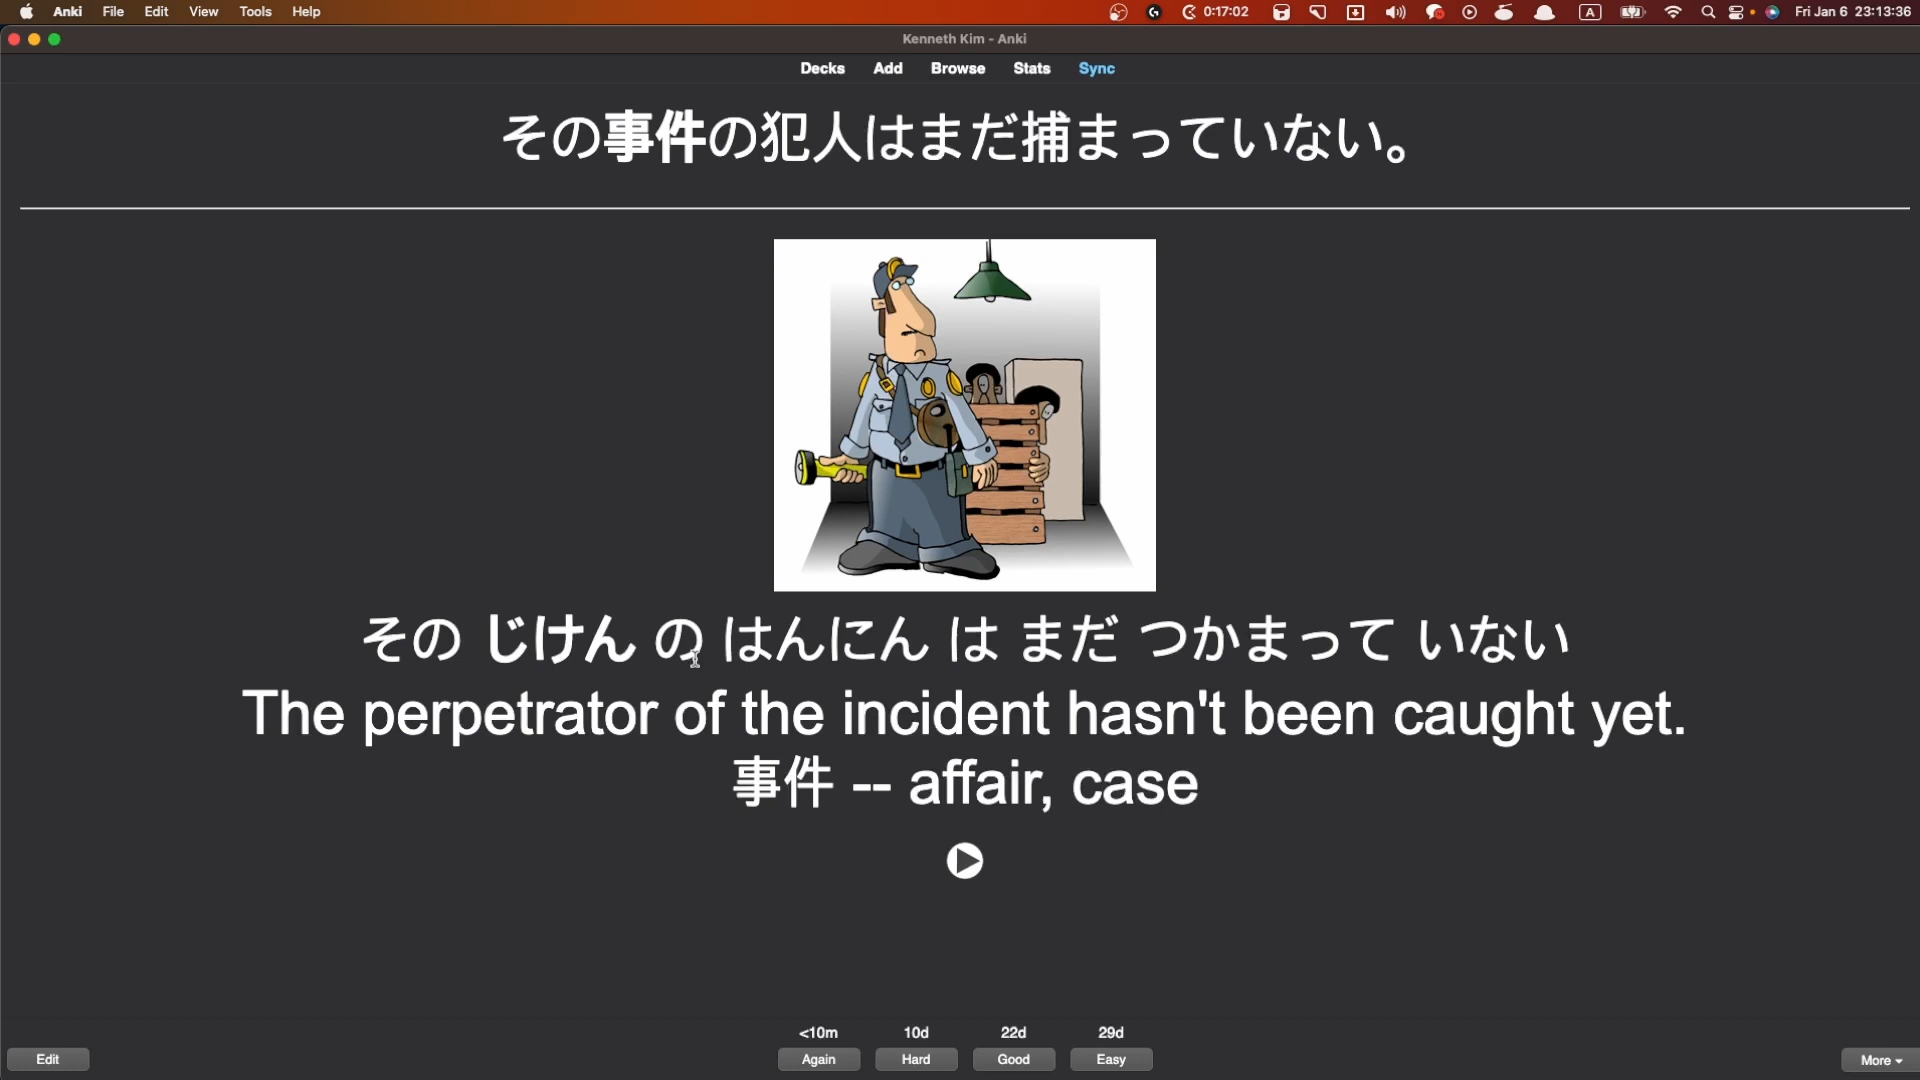 Anki File Edit View Tools Help 0:17:02 A Fri Jan 6 23:13:36
Kenneth Kim - Anki
Decks Add Browse Stats Sync
その事件の犯人はまだ捕まっていない。
その じけん の はんにん は まだ つかまって いない
The perpetrator of the incident hasn't been caught yet.
事件 -- affair, case
<10m 10d 22d 29d
Edit Again Hard Good Easy More